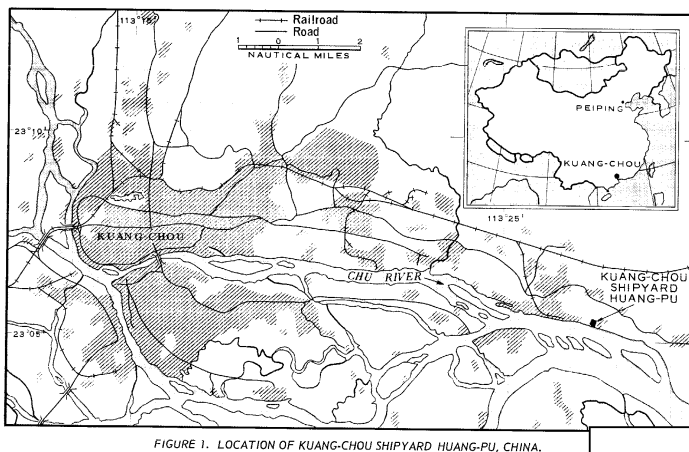 113°15'
Railroad
Road
1 0 1 2
NAUTICAL MILES
PEIPING
KUANG-CHOU
23°10'
113°25'
KUANG-CHOU
CHU RIVER
KUANG-CHOU
SHIPYARD
HUANG-PU
23°05'
FIGURE 1. LOCATION OF KUANG-CHOU SHIPYARD HUANG-PU, CHINA.